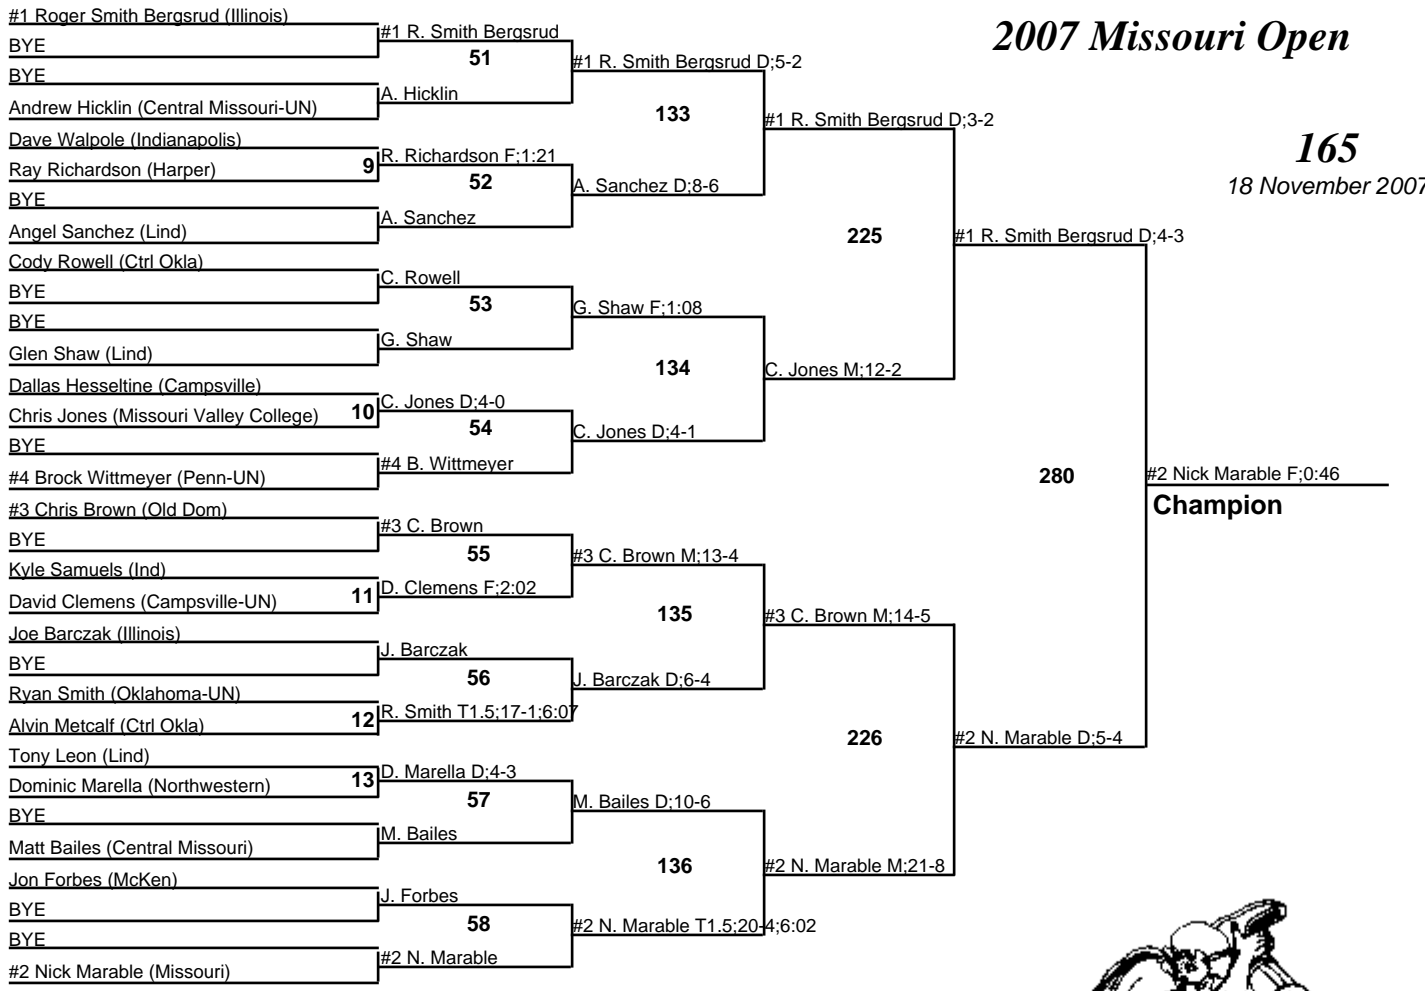 2007 Missouri Open
165
18 November 2007
#1 Roger Smith Bergsrud (Illinois)
BYE
BYE
Andrew Hicklin (Central Missouri-UN)
Dave Walpole (Indianapolis)
Ray Richardson (Harper)
9
BYE
Angel Sanchez (Lind)
Cody Rowell (Ctrl Okla)
BYE
BYE
Glen Shaw (Lind)
Dallas Hesseltine (Campsville)
Chris Jones (Missouri Valley College)
10
BYE
#4 Brock Wittmeyer (Penn-UN)
#3 Chris Brown (Old Dom)
BYE
Kyle Samuels (Ind)
David Clemens (Campsville-UN)
11
Joe Barczak (Illinois)
BYE
Ryan Smith (Oklahoma-UN)
Alvin Metcalf (Ctrl Okla)
12
Tony Leon (Lind)
Dominic Marella (Northwestern)
13
BYE
Matt Bailes (Central Missouri)
Jon Forbes (McKen)
BYE
BYE
#2 Nick Marable (Missouri)
#1 R. Smith Bergsrud
51
A. Hicklin
R. Richardson F;1:21
52
A. Sanchez
C. Rowell
53
G. Shaw
C. Jones D;4-0
54
#4 B. Wittmeyer
#3 C. Brown
55
D. Clemens F;2:02
J. Barczak
56
R. Smith T1.5;17-1;6:07
D. Marella D;4-3
57
M. Bailes
J. Forbes
58
#2 N. Marable
#1 R. Smith Bergsrud D;5-2
133
A. Sanchez D;8-6
G. Shaw F;1:08
134
C. Jones D;4-1
#3 C. Brown M;13-4
135
J. Barczak D;6-4
M. Bailes D;10-6
136
#2 N. Marable T1.5;20-4;6:02
#1 R. Smith Bergsrud D;3-2
225
C. Jones M;12-2
#3 C. Brown M;14-5
226
#2 N. Marable M;21-8
#1 R. Smith Bergsrud D;4-3
280
#2 N. Marable D;5-4
#2 Nick Marable F;0:46
Champion